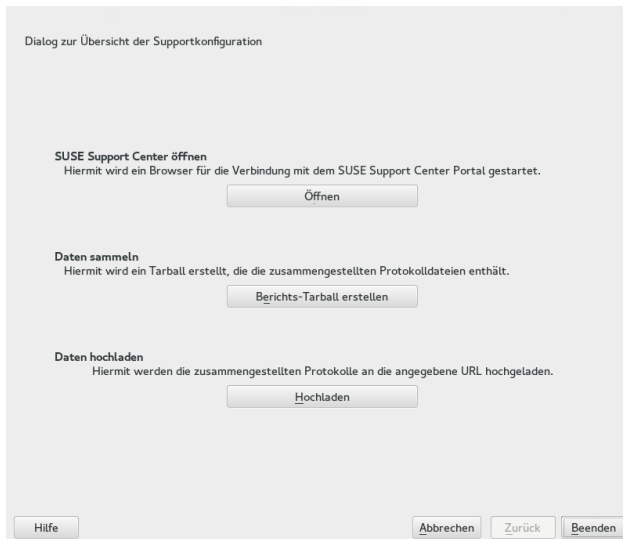 Dialog zur Übersicht der Supportkonfiguration
SUSE Support Center öffnen
Hiermit wird ein Browser für die Verbindung mit dem SUSE Support Center Portal gestartet.
Öffnen
Daten sammeln
Hiermit wird ein Tarball erstellt, die die zusammengestellten Protokolldateien enthält.
Berichts-Tarball erstellen
Daten hochladen
Hiermit werden die zusammengestellten Protokolle an die angegebene URL hochgeladen.
Hochladen
Hilfe Abbrechen Zurück Beenden